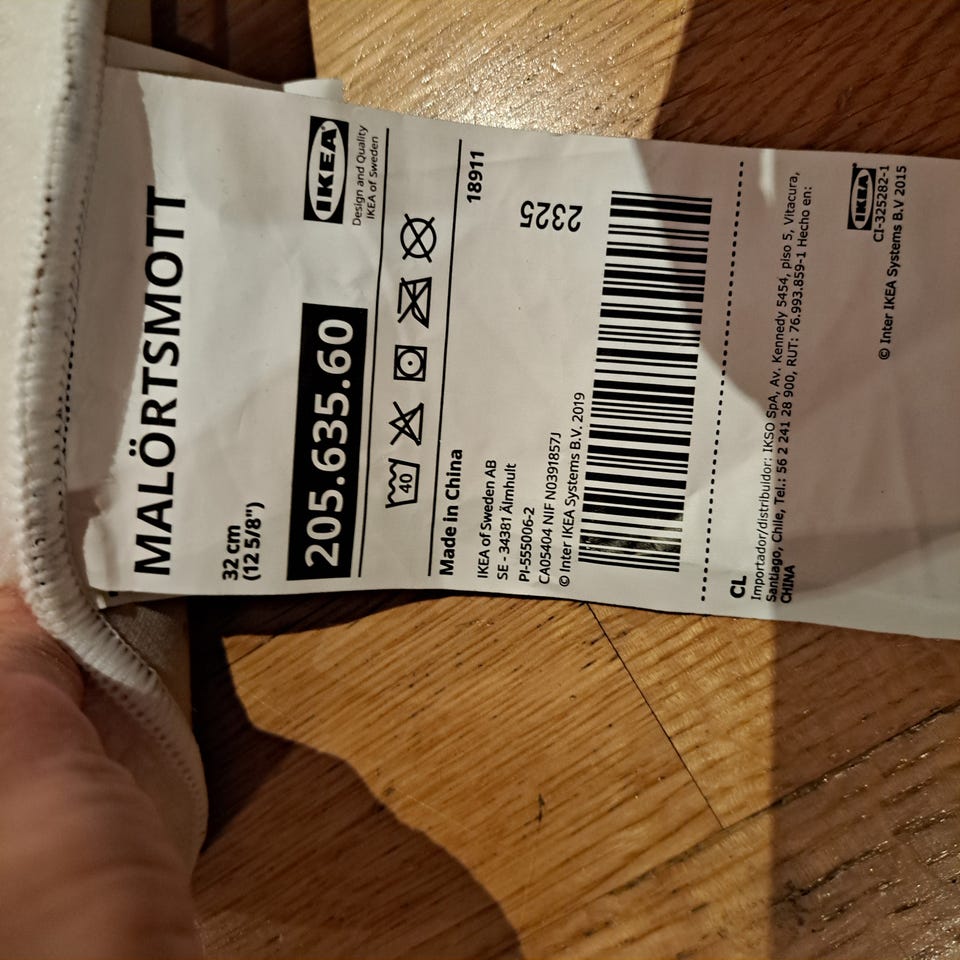 MALÖRTSMOTT
32 cm
(12 5/8")
IKEA
Design and Quality
IKEA of Sweden
205.635.60
40
Made in China
18911
IKEA of Sweden AB
SE - 34381 Älmhult
PI-555006-2
CA05404 NIF N0391857J
© Inter IKEA Systems B.V. 2019
2325
CL
Importador/distribuidor: IKSO SpA, Av. Kennedy 5454, piso 5, Vitacura,
Santiago, Chile, Tel.: 56 2 241 28 900, RUT: 76.993.859-1 Hecho en:
CHINA
IKEA
CI-325282-1
© Inter IKEA Systems B.V 2015